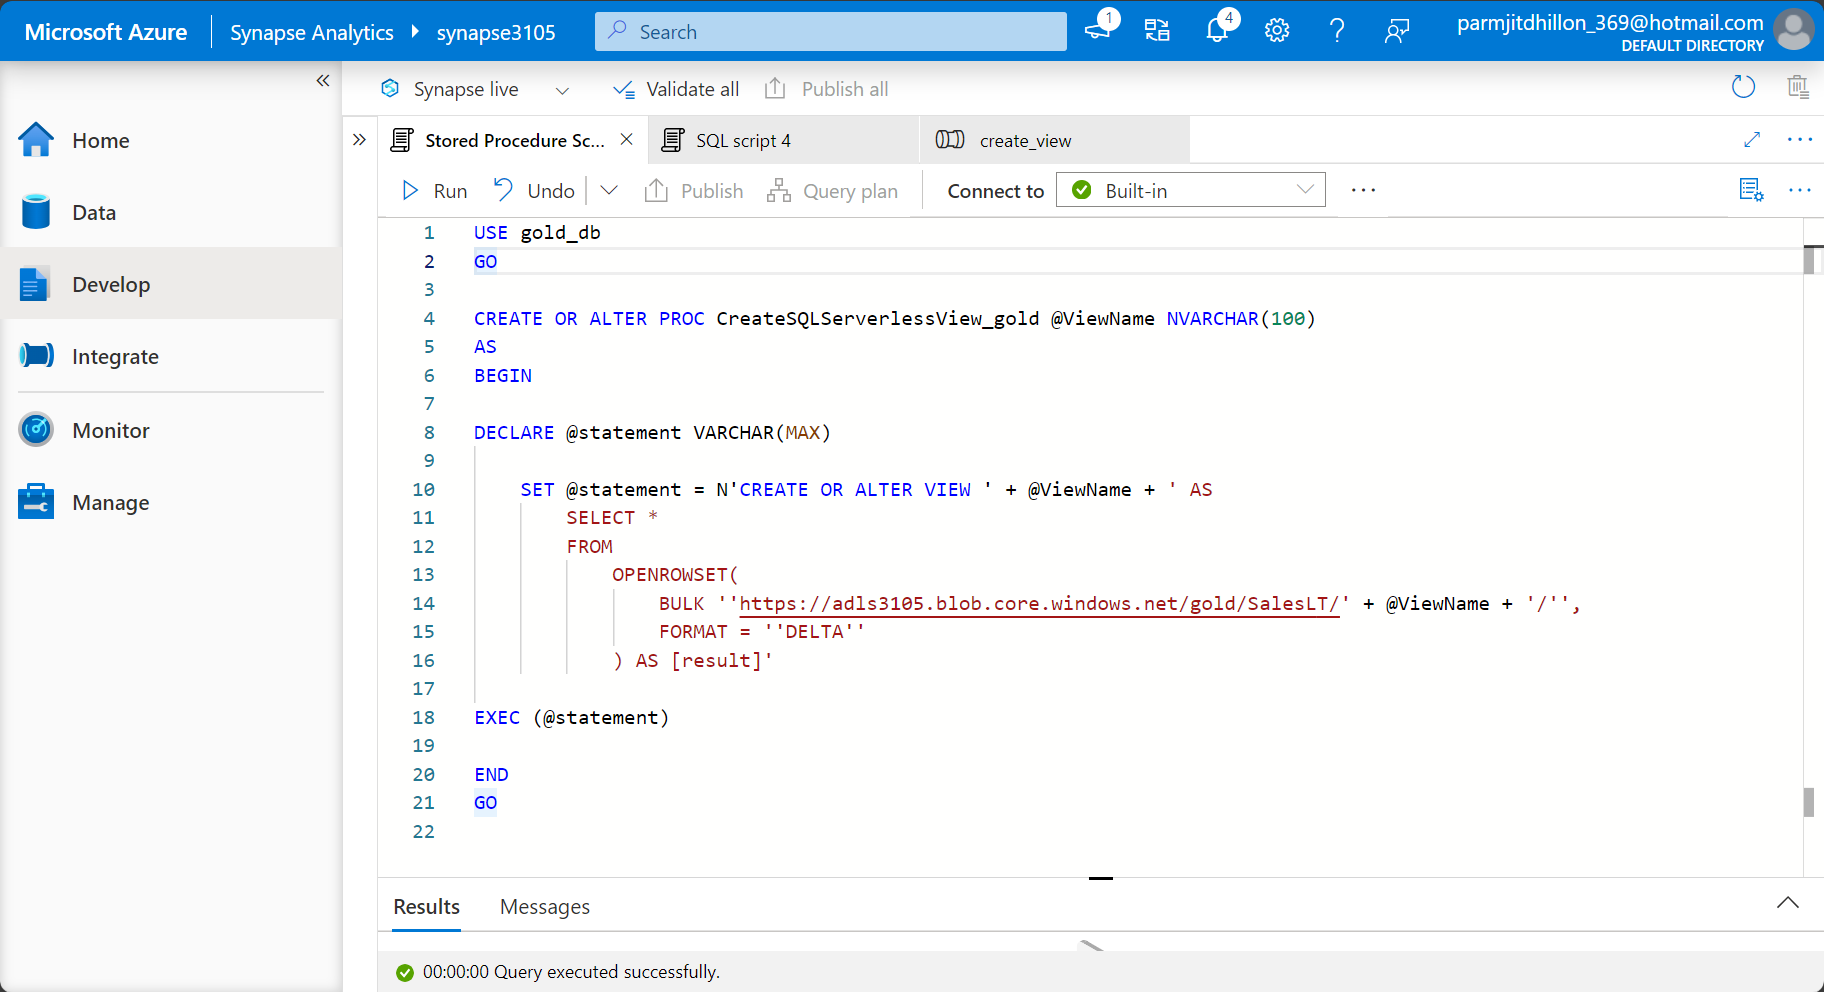 Microsoft Azure
Synapse Analytics
synapse3105
Search
1
4
parmjitdhillon_369@hotmail.com
DEFAULT DIRECTORY
Home
Data
Develop
Integrate
Monitor
Manage
Synapse live
Validate all
Publish all
Stored Procedure Sc...
SQL script 4
create_view
Run
Undo
Publish
Query plan
Connect to
Built-in
1 USE gold_db
2 GO
3
4 CREATE OR ALTER PROC CreateSQLServerlessView_gold @ViewName NVARCHAR(100)
5 AS
6 BEGIN
7
8 DECLARE @statement VARCHAR(MAX)
9
10 SET @statement = N'CREATE OR ALTER VIEW ' + @ViewName + ' AS
11 SELECT *
12 FROM
13 OPENROWSET(
14 BULK ''https://adls3105.blob.core.windows.net/gold/SalesLT/' + @ViewName + '/'',
15 FORMAT = ''DELTA''
16 ) AS [result]'
17
18 EXEC (@statement)
19
20 END
21 GO
22
Results
Messages
00:00:00 Query executed successfully.